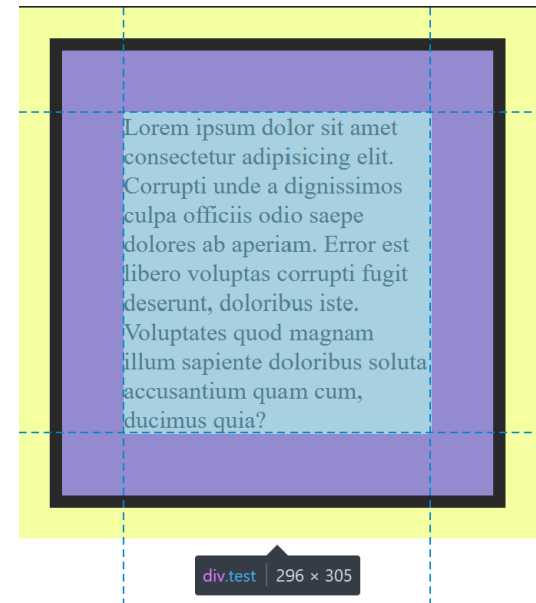 Lorem ipsum dolor sit amet
consectetur adipisicing elit.
Corrupti unde a dignissimos
culpa officiis odio saepe
dolores ab aperiam. Error est
libero voluptas corrupti fugit
deserunt, doloribus iste.
Voluptates quod magnam
illum sapiente doloribus soluta
accusantium quam cum,
ducimus quia?
div.test 296 × 305